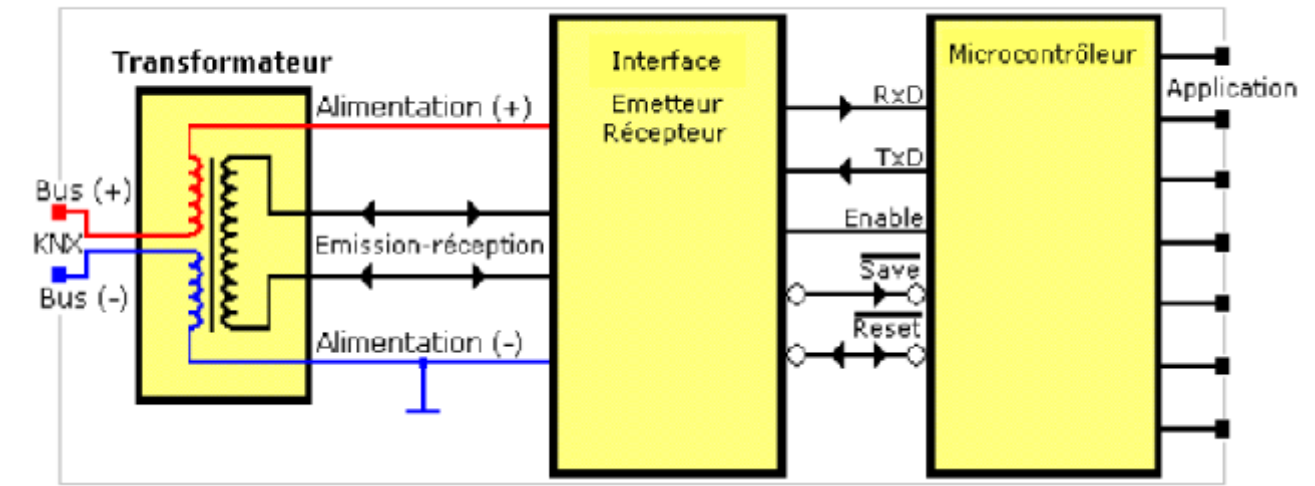 Transformateur
Alimentation (+)
Bus (+)
KNX
Bus (-)
Emission-réception
Alimentation (-)
Interface
Emetteur
Récepteur
RxD
TxD
Enable
Save
Reset
Microcontrôleur
Application